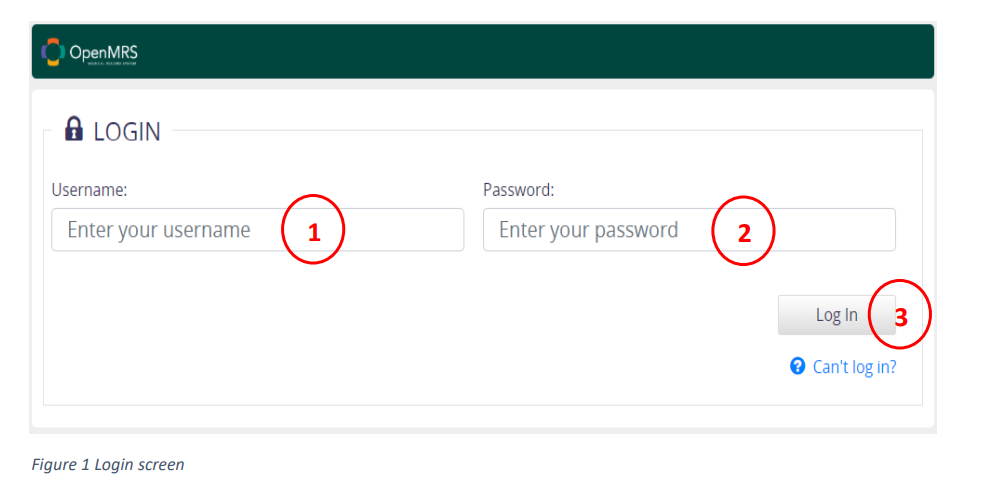 OpenMRS
LOGIN
Username:
Password:
Enter your username
1
Enter your password
2
Log In
3
Can't log in?
Figure 1 Login screen